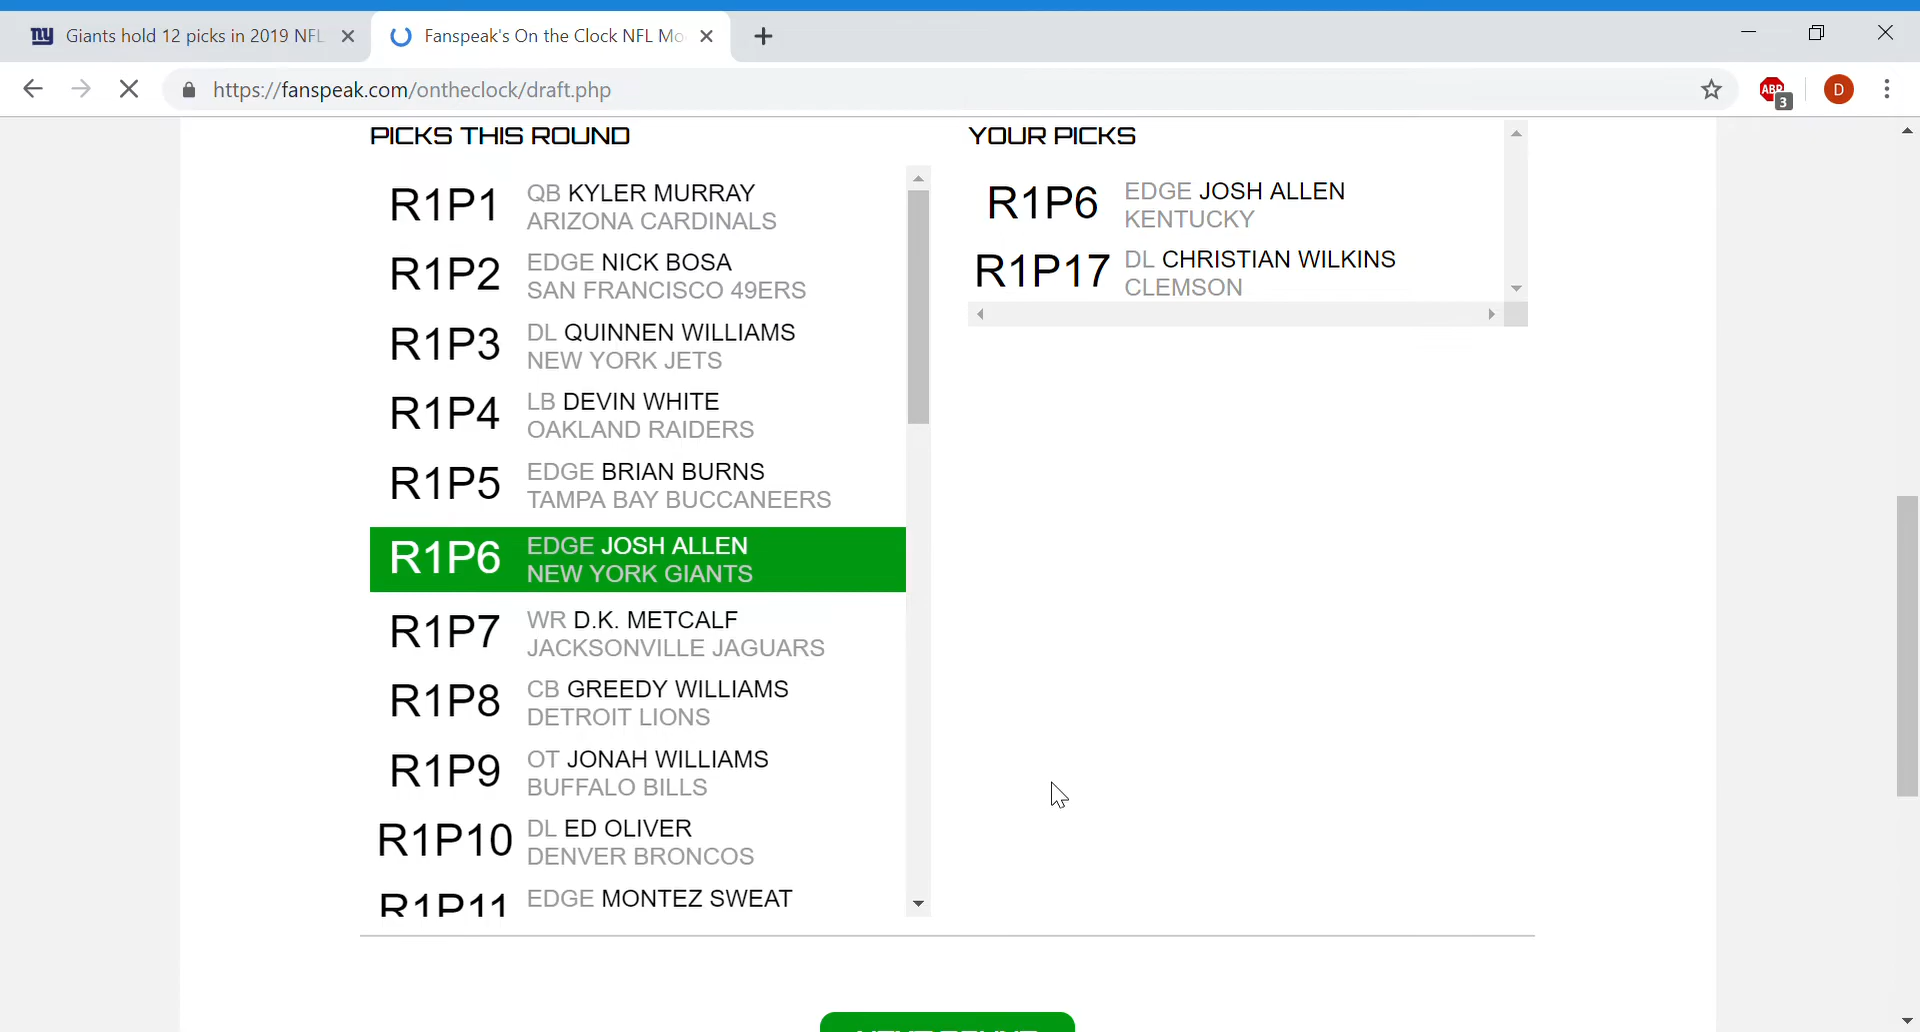 Giants hold 12 picks in 2019 NFL
Fanspeak's On the Clock NFL Mo
https://fanspeak.com/ontheclock/draft.php
ABP
3
D
PICKS THIS ROUND
R1P1
QB KYLER MURRAY
ARIZONA CARDINALS
R1P2
EDGE NICK BOSA
SAN FRANCISCO 49ERS
R1P3
DL QUINNEN WILLIAMS
NEW YORK JETS
R1P4
LB DEVIN WHITE
OAKLAND RAIDERS
R1P5
EDGE BRIAN BURNS
TAMPA BAY BUCCANEERS
R1P6
EDGE JOSH ALLEN
NEW YORK GIANTS
R1P7
WR D.K. METCALF
JACKSONVILLE JAGUARS
R1P8
CB GREEDY WILLIAMS
DETROIT LIONS
R1P9
OT JONAH WILLIAMS
BUFFALO BILLS
R1P10
DL ED OLIVER
DENVER BRONCOS
R1P11
EDGE MONTEZ SWEAT
YOUR PICKS
R1P6
EDGE JOSH ALLEN
KENTUCKY
R1P17
DL CHRISTIAN WILKINS
CLEMSON